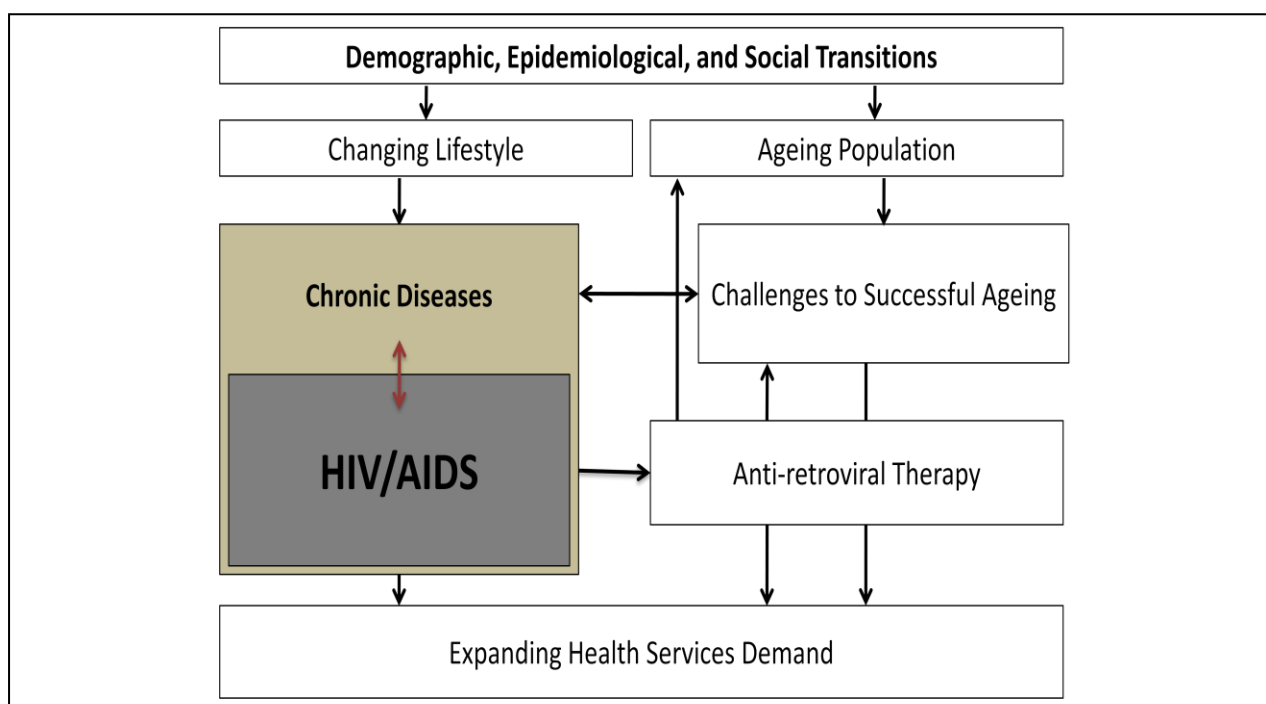 Demographic, Epidemiological, and Social Transitions
Changing Lifestyle
Ageing Population
Chronic Diseases
Challenges to Successful Ageing
HIV/AIDS
Anti-retroviral Therapy
Expanding Health Services Demand